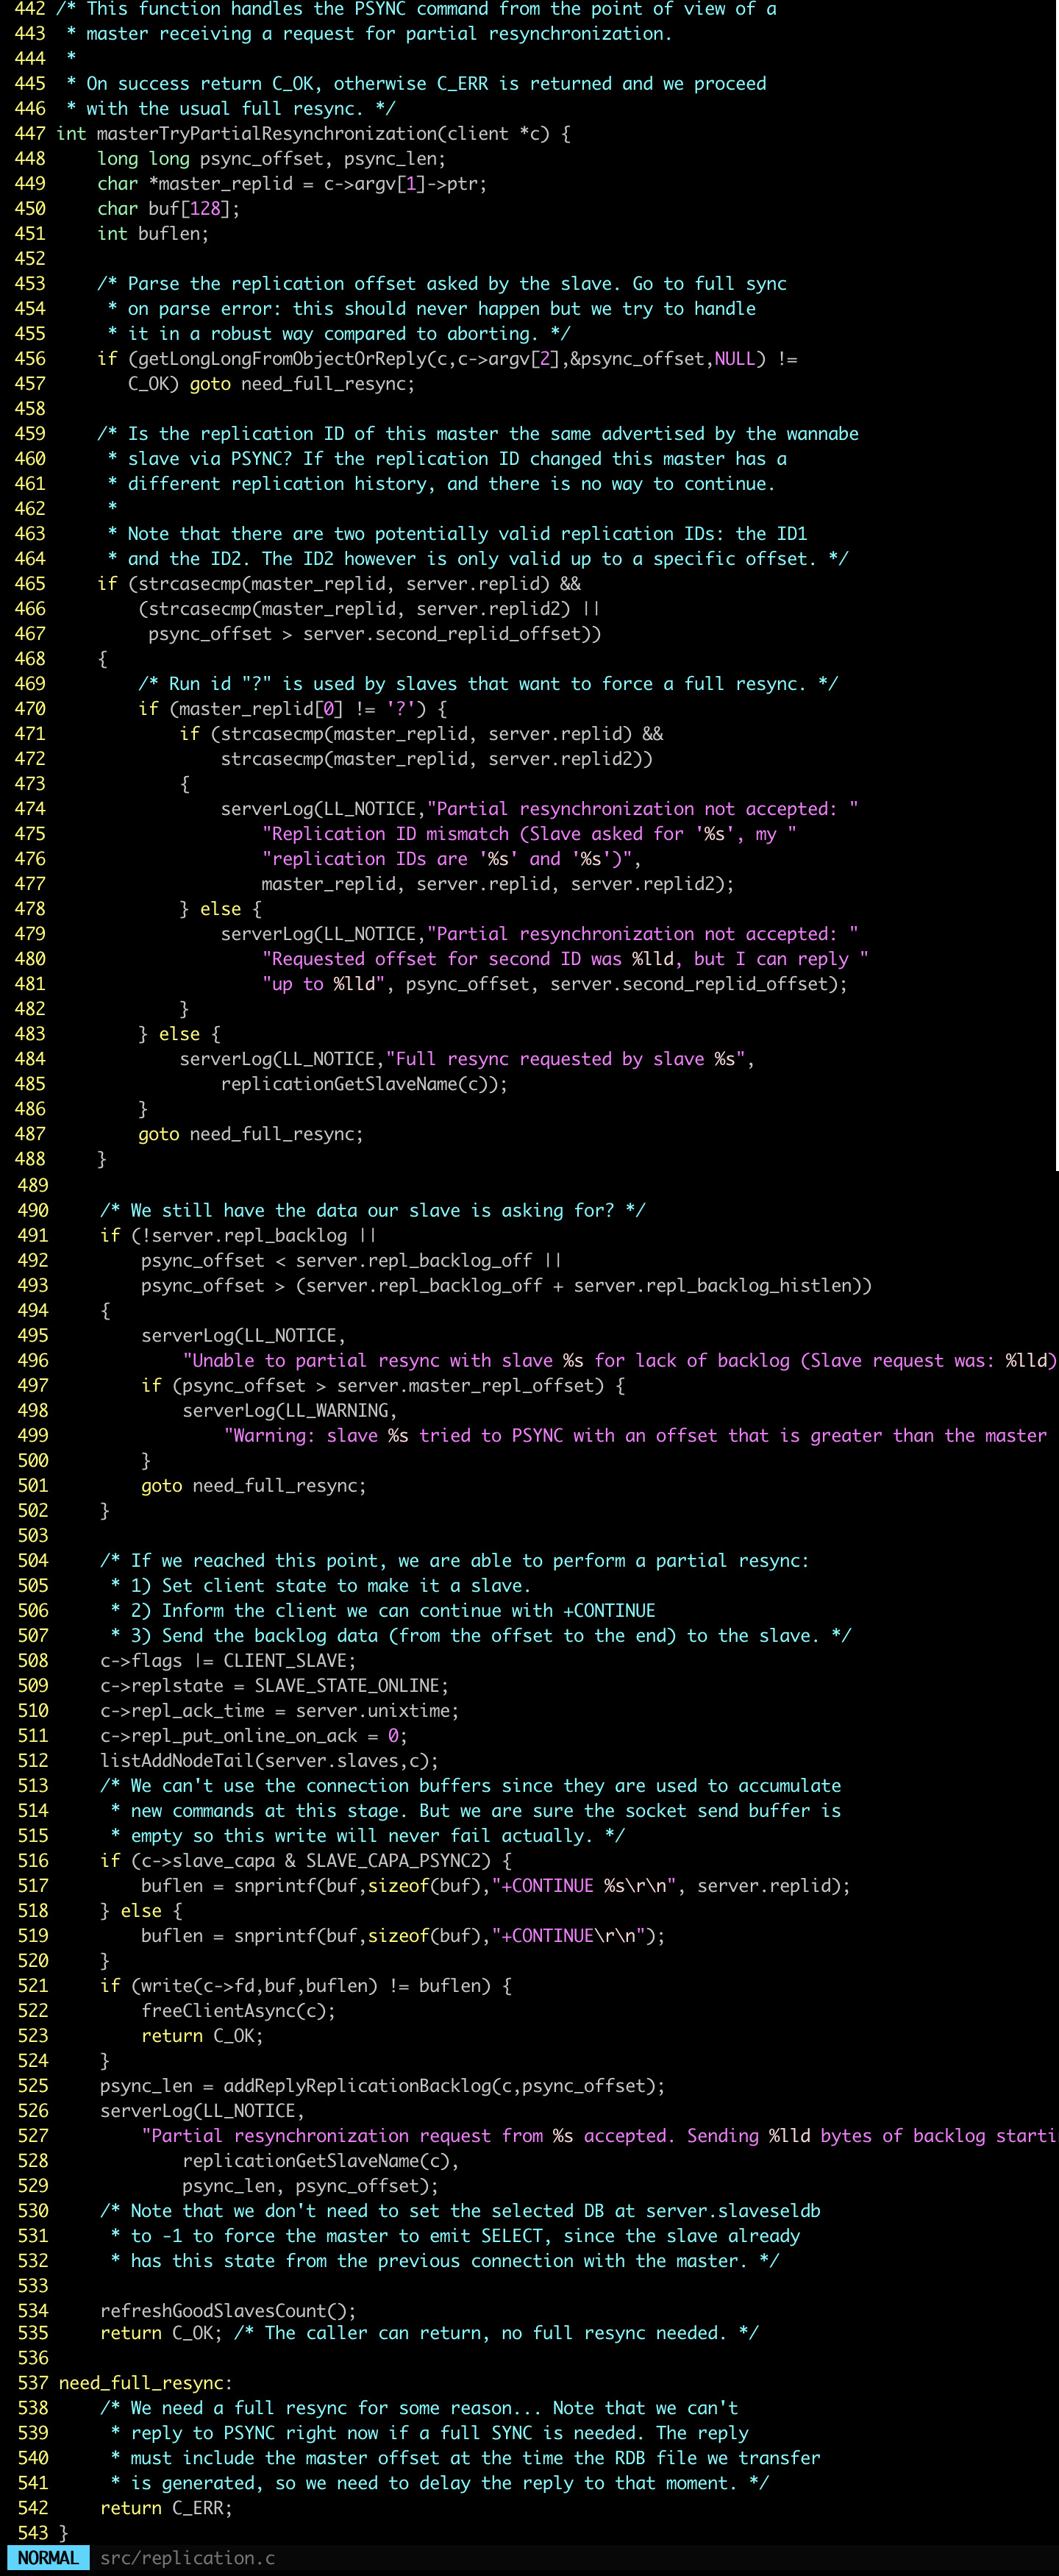 442 /* This function handles the PSYNC command from the point of view of a
443  * master receiving a request for partial resynchronization.
444  *
445  * On success return C_OK, otherwise C_ERR is returned and we proceed
446  * with the usual full resync. */
447 int masterTryPartialResynchronization(client *c) {
448     long long psync_offset, psync_len;
449     char *master_replid = c->argv[1]->ptr;
450     char buf[128];
451     int buflen;
452
453     /* Parse the replication offset asked by the slave. Go to full sync
454      * on parse error: this should never happen but we try to handle
455      * it in a robust way compared to aborting. */
456     if (getLongLongFromObjectOrReply(c,c->argv[2],&psync_offset,NULL) !=
457        C_OK) goto need_full_resync;
458
459     /* Is the replication ID of this master the same advertised by the wannabe
460      * slave via PSYNC? If the replication ID changed this master has a
461      * different replication history, and there is no way to continue.
462      *
463      * Note that there are two potentially valid replication IDs: the ID1
464      * and the ID2. The ID2 however is only valid up to a specific offset. */
465     if (strcasecmp(master_replid, server.replid) &&
466         (strcasecmp(master_replid, server.replid2) ||
467          psync_offset > server.second_replid_offset))
468     {
469         /* Run id "?" is used by slaves that want to force a full resync. */
470         if (master_replid[0] != '?') {
471             if (strcasecmp(master_replid, server.replid) &&
472                 strcasecmp(master_replid, server.replid2))
473             {
474                 serverLog(LL_NOTICE,"Partial resynchronization not accepted: "
475                     "Replication ID mismatch (Slave asked for '%s', my "
476                     "replication IDs are '%s' and '%s')",
477                     master_replid, server.replid, server.replid2);
478             } else {
479                 serverLog(LL_NOTICE,"Partial resynchronization not accepted: "
480                     "Requested offset for second ID was %lld, but I can reply "
481                     "up to %lld", psync_offset, server.second_replid_offset);
482             }
483         } else {
484             serverLog(LL_NOTICE,"Full resync requested by slave %s",
485                 replicationGetSlaveName(c));
486         }
487         goto need_full_resync;
488     }
489
490     /* We still have the data our slave is asking for? */
491     if (!server.repl_backlog ||
492         psync_offset < server.repl_backlog_off ||
493         psync_offset > (server.repl_backlog_off + server.repl_backlog_histlen))
494     {
495         serverLog(LL_NOTICE,
496             "Unable to partial resync with slave %s for lack of backlog (Slave request was: %lld)
497         if (psync_offset > server.master_repl_offset) {
498             serverLog(LL_WARNING,
499                 "Warning: slave %s tried to PSYNC with an offset that is greater than the master
500         }
501         goto need_full_resync;
502     }
503
504     /* If we reached this point, we are able to perform a partial resync:
505      * 1) Set client state to make it a slave.
506      * 2) Inform the client we can continue with +CONTINUE
507      * 3) Send the backlog data (from the offset to the end) to the slave. */
508     c->flags |= CLIENT_SLAVE;
509     c->replstate = SLAVE_STATE_ONLINE;
510     c->repl_ack_time = server.unixtime;
511     c->repl_put_online_on_ack = 0;
512     listAddNodeTail(server.slaves,c);
513     /* We can't use the connection buffers since they are used to accumulate
514      * new commands at this stage. But we are sure the socket send buffer is
515      * empty so this write will never fail actually. */
516     if (c->slave_capa & SLAVE_CAPA_PSYNC2) {
517         buflen = snprintf(buf,sizeof(buf),"+CONTINUE %s\r\n", server.replid);
518     } else {
519         buflen = snprintf(buf,sizeof(buf),"+CONTINUE\r\n");
520     }
521     if (write(c->fd,buf,buflen) != buflen) {
522         freeClientAsync(c);
523         return C_OK;
524     }
525     psync_len = addReplyReplicationBacklog(c,psync_offset);
526     serverLog(LL_NOTICE,
527         "Partial resynchronization request from %s accepted. Sending %lld bytes of backlog starti
528             replicationGetSlaveName(c),
529             psync_len, psync_offset);
530     /* Note that we don't need to set the selected DB at server.slaveseldb
531      * to -1 to force the master to emit SELECT, since the slave already
532      * has this state from the previous connection with the master. */
533
534     refreshGoodSlavesCount();
535     return C_OK; /* The caller can return, no full resync needed. */
536
537 need_full_resync:
538     /* We need a full resync for some reason... Note that we can't
539      * reply to PSYNC right now if a full SYNC is needed. The reply
540      * must include the master offset at the time the RDB file we transfer
541      * is generated, so we need to delay the reply to that moment. */
542     return C_ERR;
543 }
NORMAL src/replication.c